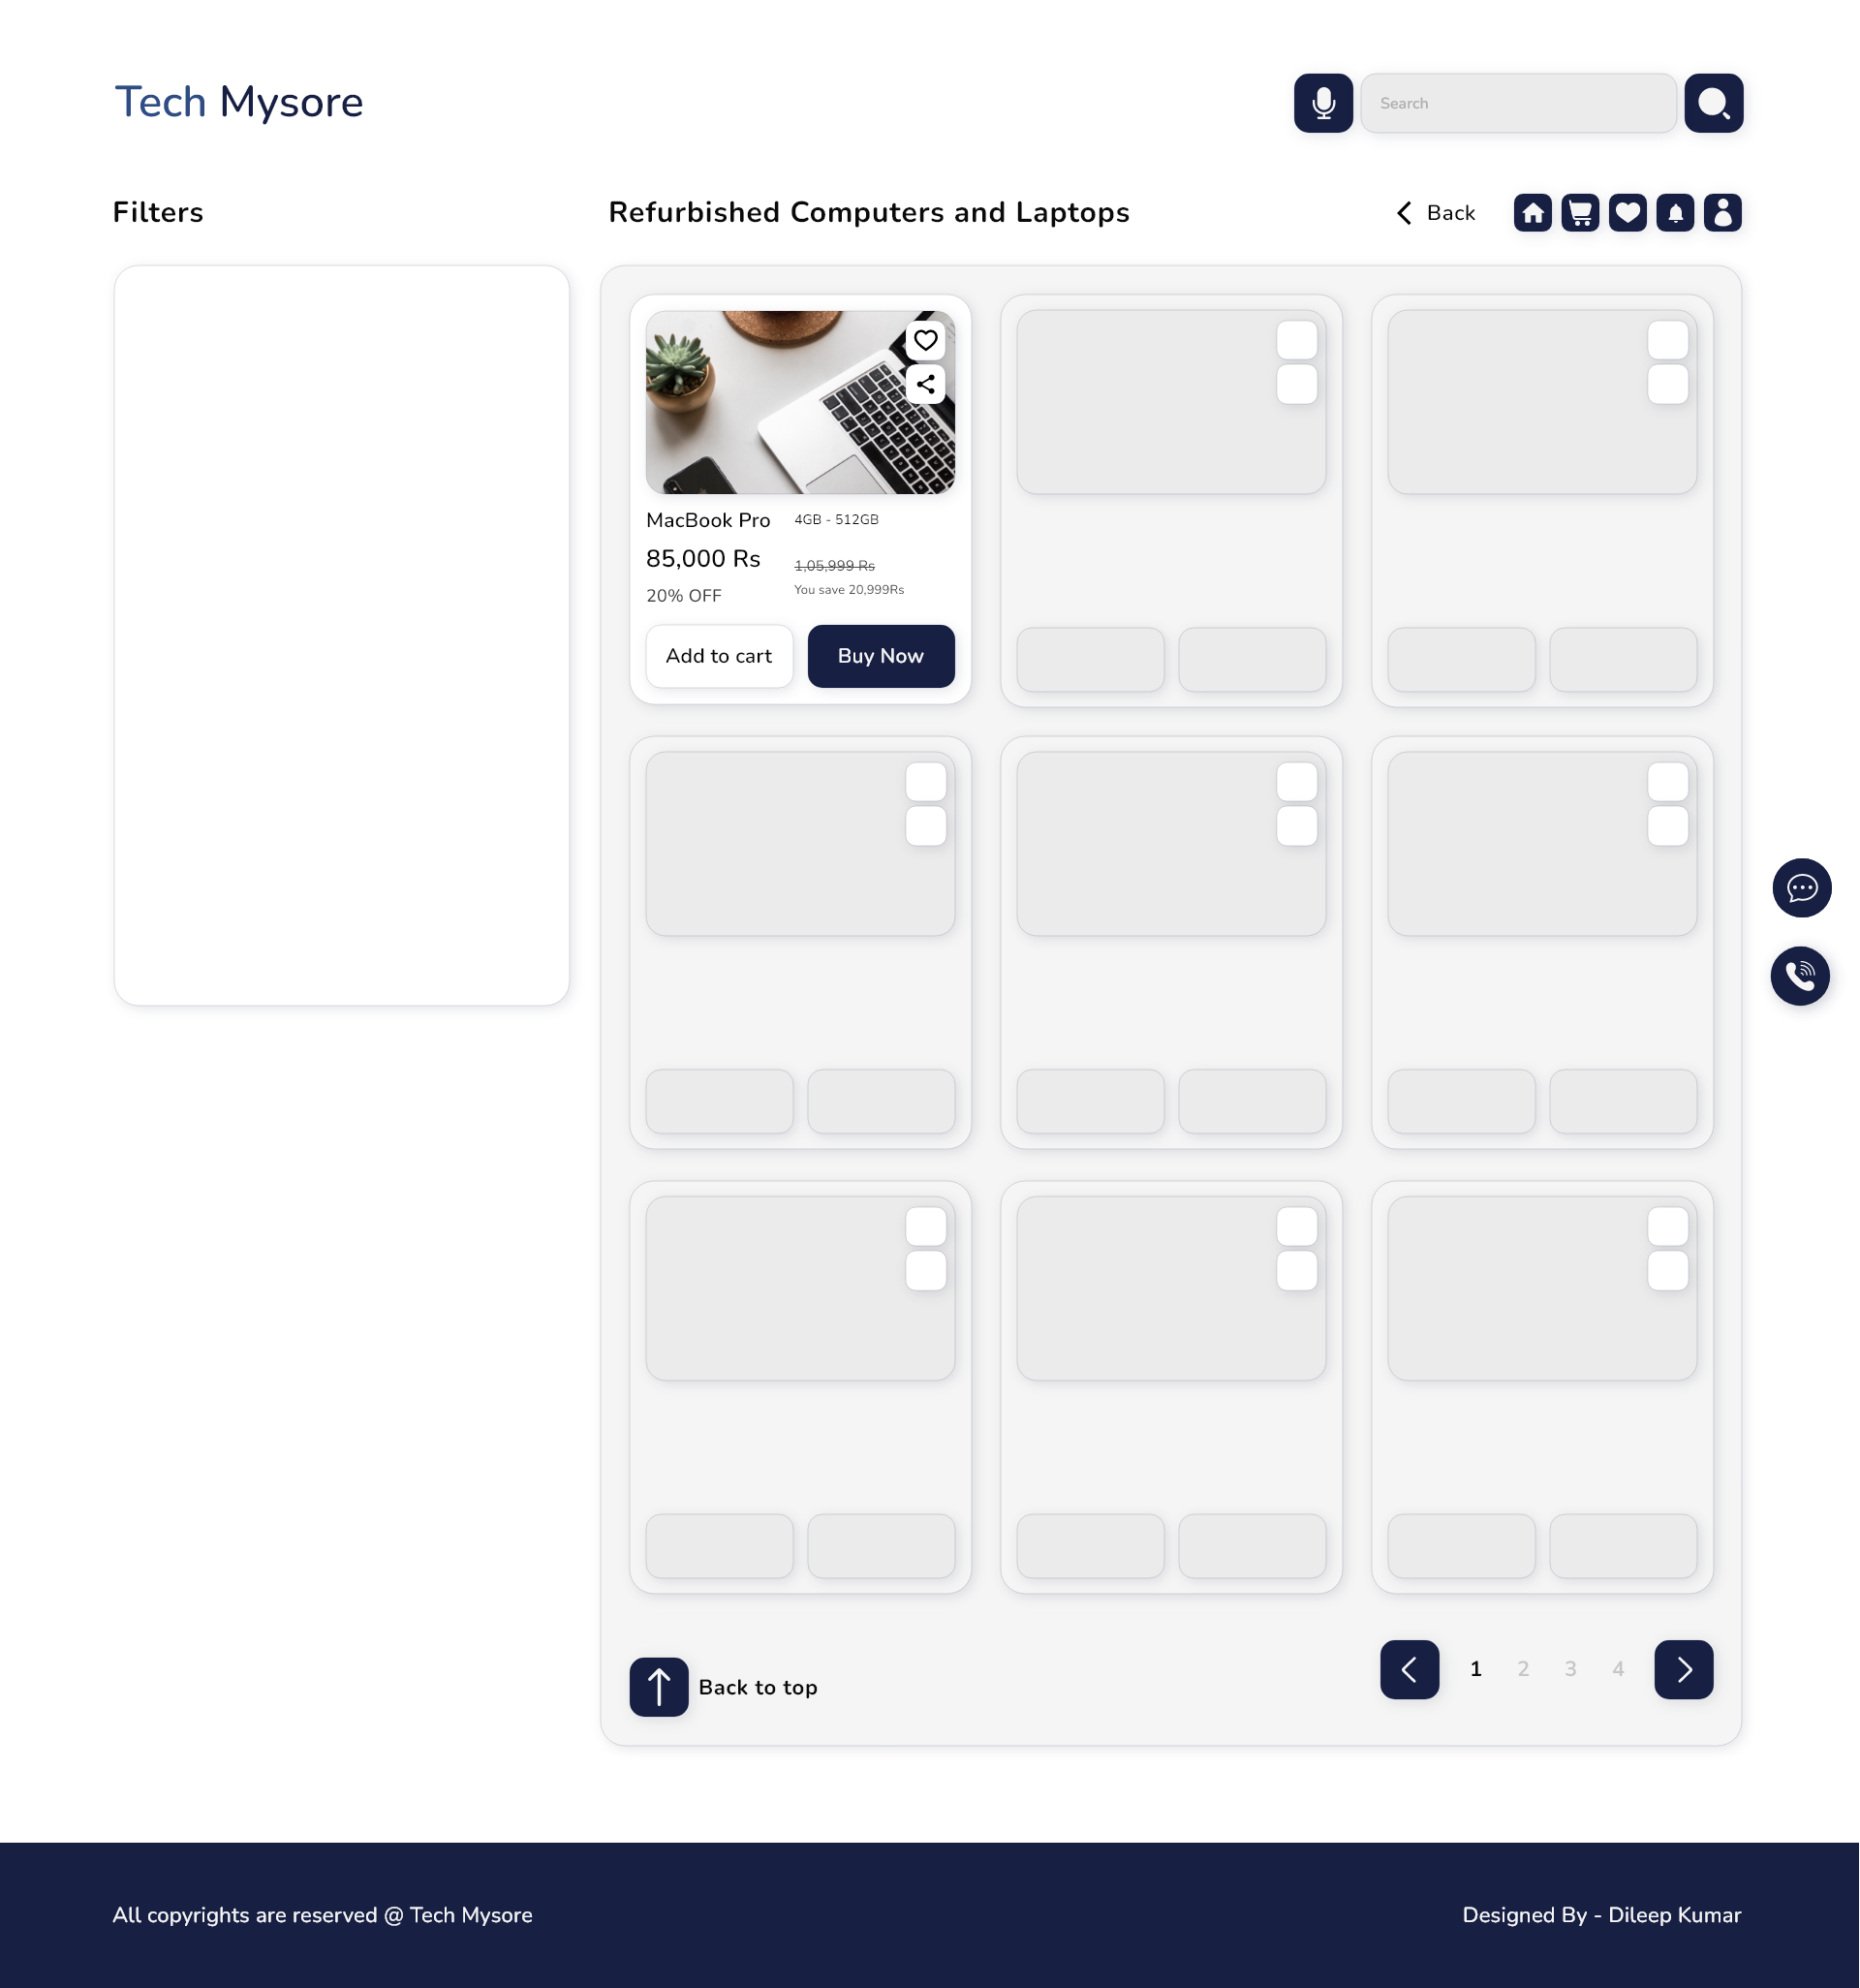 Tech Mysore
Search
Filters
Refurbished Computers and Laptops
Back
MacBook Pro
4GB - 512GB
85,000 Rs
1,05,999 Rs
20% OFF
You save 20,999Rs
Add to cart
Buy Now
Back to top
1 2 3 4
All copyrights are reserved @ Tech Mysore
Designed By - Dileep Kumar